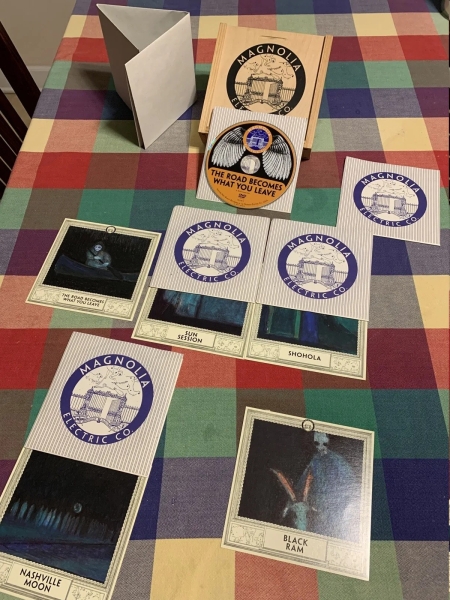 MAGNOLIA
ELECTRIC CO.
THE ROAD BECOMES
WHAT YOU LEAVE
DVD
MAGNOLIA
ELECTRIC CO.
MAGNOLIA
ELECTRIC CO.
MAGNOLIA
ELECTRIC CO.
THE ROAD BECOMES
WHAT YOU LEAVE
SUN
SESSION
SHOHOLA
MAGNOLIA
ELECTRIC CO.
NASHVILLE
MOON
BLACK
RAM